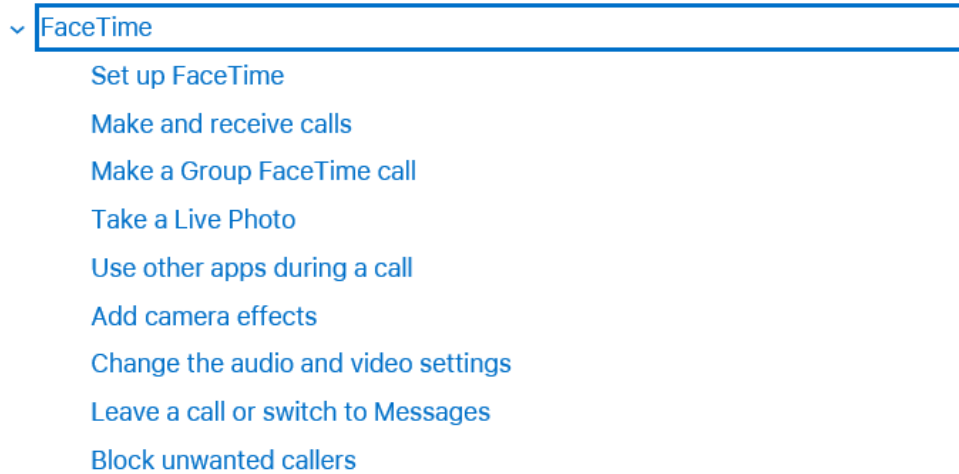 FaceTime
Set up FaceTime
Make and receive calls
Make a Group FaceTime call
Take a Live Photo
Use other apps during a call
Add camera effects
Change the audio and video settings
Leave a call or switch to Messages
Block unwanted callers